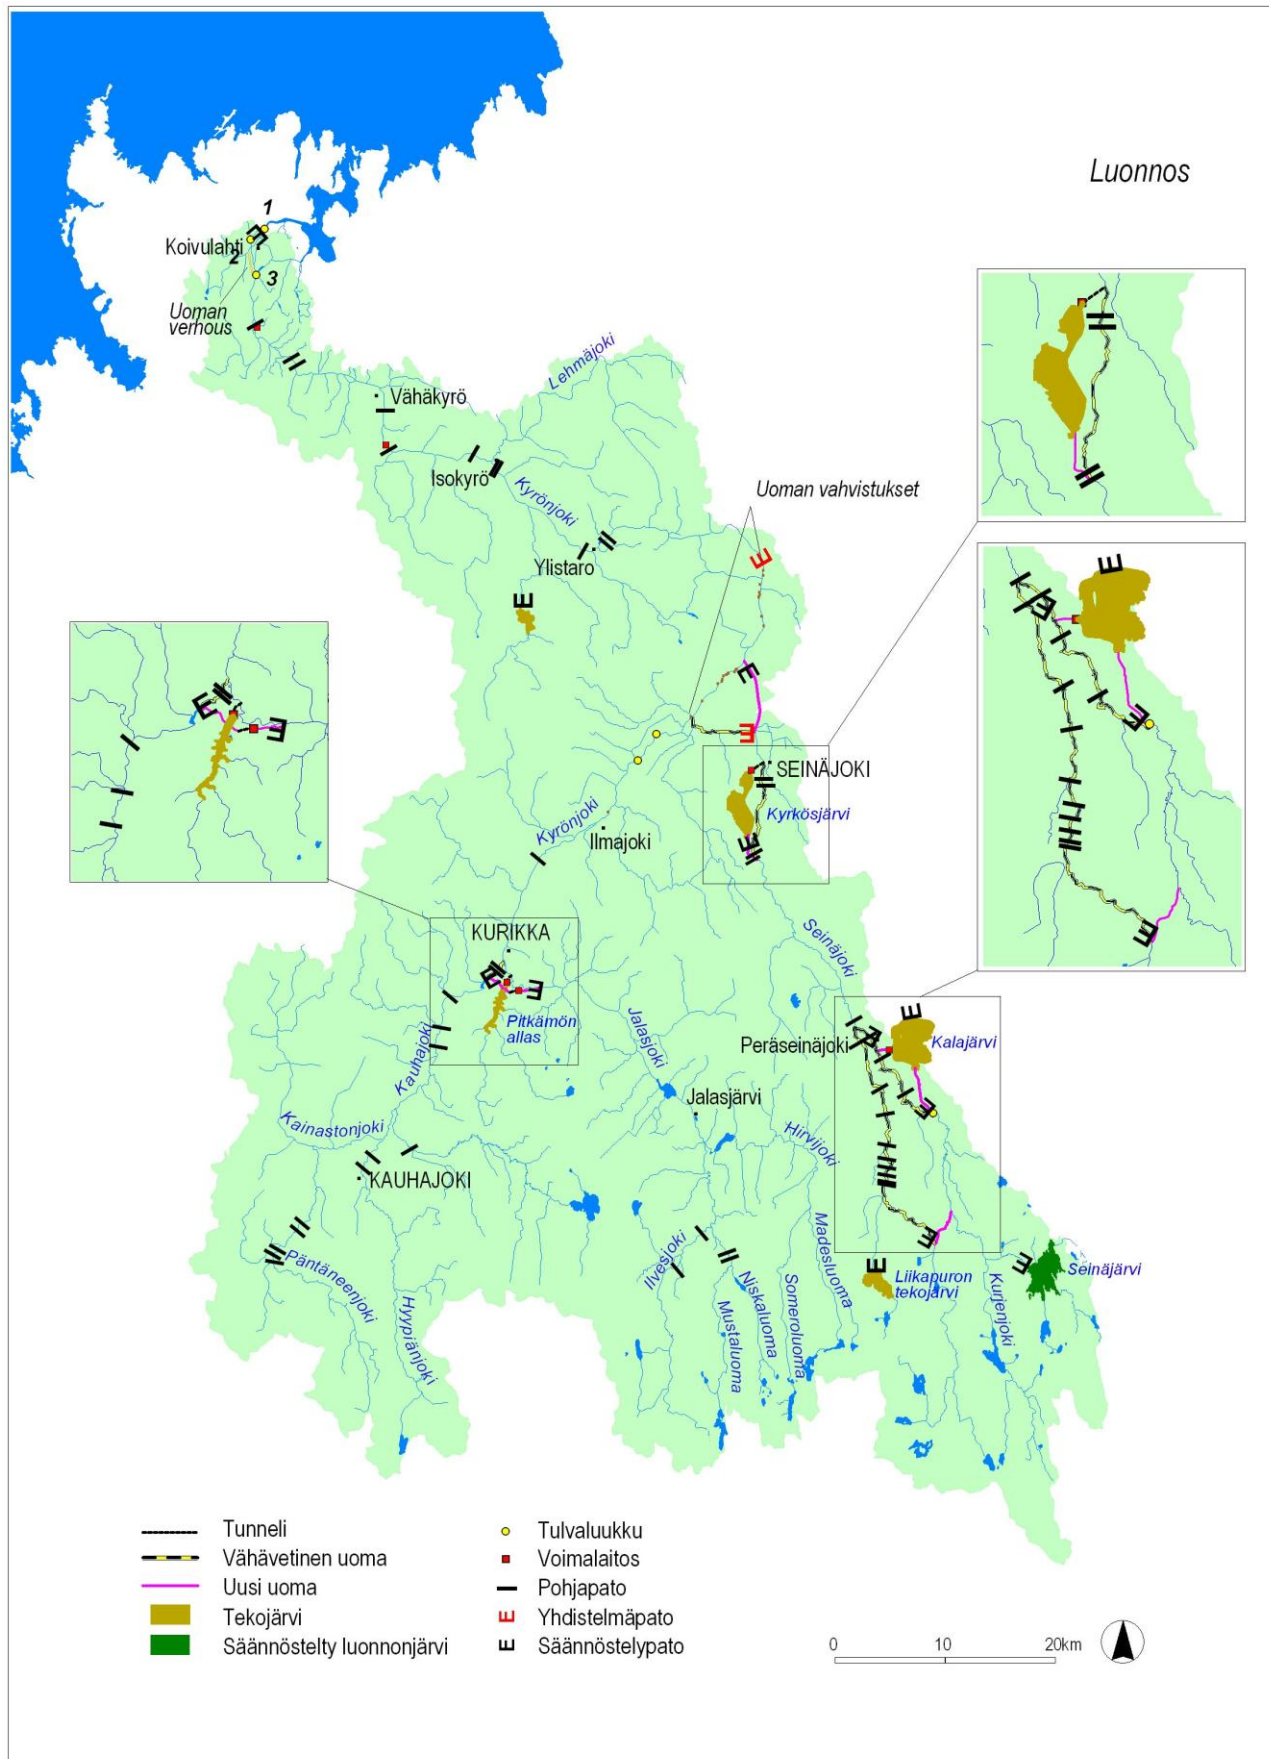 Luonnos
1
Koivulahti
2
3
Uoman
verhous
Lehmäjoki
Vähäkyrö
Isokyrö
Kyrönjoki
Uoman vahvistukset
Ylistaro
E
E
E
E
E
E
E
SEINÄJOKI
Kyrkösjärvi
E
Kyrönjoki
Ilmajoki
E
E
Seinäjoki
KURIKKA
E
E
Pitkämön
allas
Kauhajoki
Jalasjoki
E
Peräseinäjoki
E
Kalajärvi
E
Jalasjärvi
Kainastonjoki
Hirvijoki
KAUHAJOKI
Madesluoma
Ilvesjoki
E
E
Päntäneenjoki
E
Liikapuron
tekojärvi
Seinäjärvi
Niskaluoma
Someroluoma
Kurjenjoki
Hyypiänjoki
Mustaluoma
Tunneli
Vähävetinen uoma
Uusi uoma
Tekojärvi
Säännöstelty luonnonjärvi
Tulvaluukku
Voimalaitos
Pohjapato
E Yhdistelmäpato
E Säännöstelypato
0 10 20km